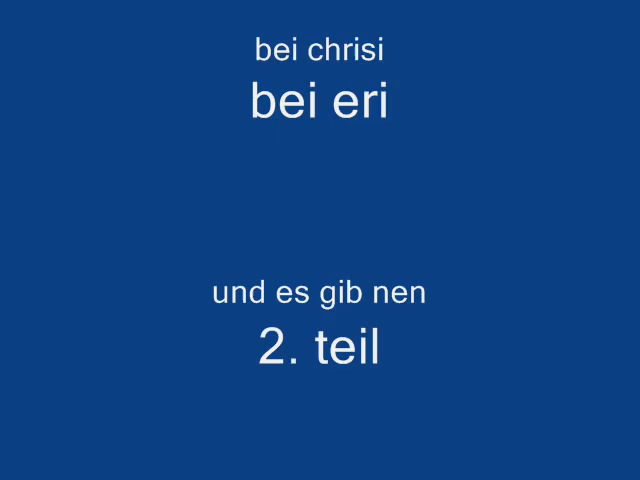 bei chrisi
bei eri
und es gib nen
2. teil